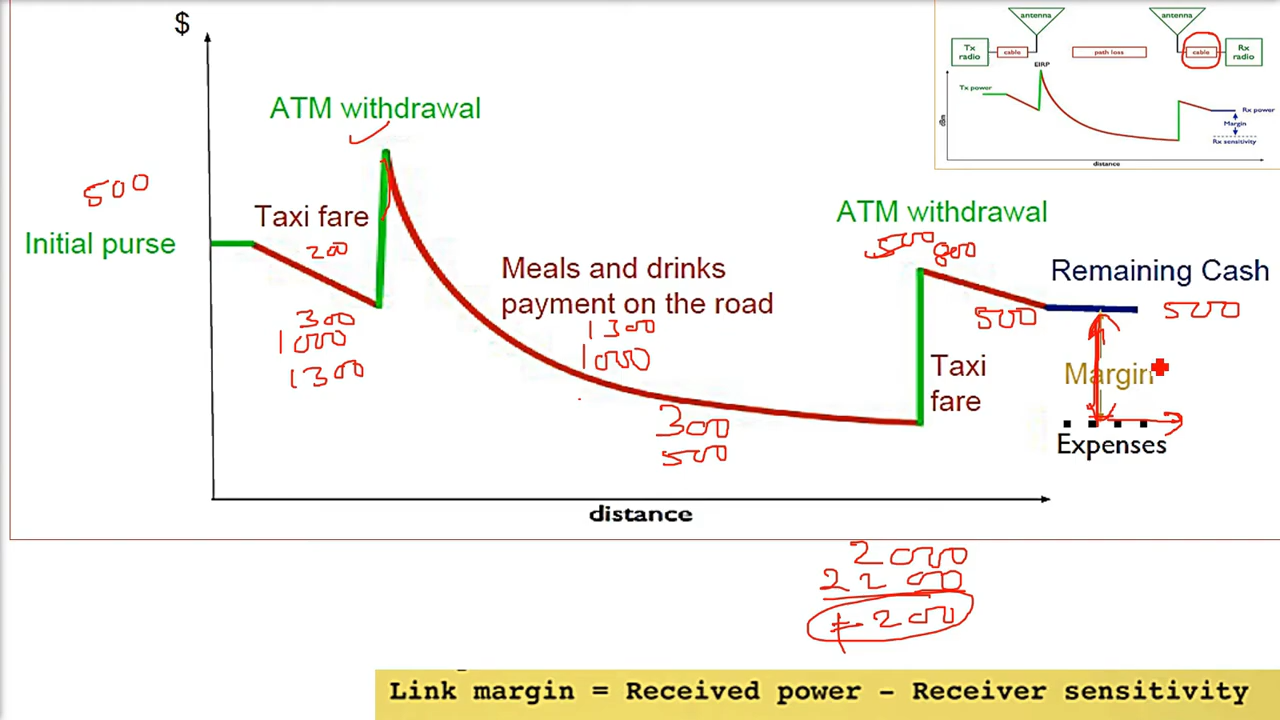 $
ATM withdrawal
500
Initial purse
Taxi fare
200
300
1000
1300
Meals and drinks
payment on the road
1300
1000
300
500
ATM withdrawal
500 800
Taxi
fare
500
Remaining Cash
500
Margin
Expenses
distance
2000
2200
200
Link margin = Received power – Receiver sensitivity
antenna
antenna
Tx
radio
cable
path loss
cable
Rx
radio
EIRP
Tx power
dBm
Rx power
Margin
Rx sensitivity
distance